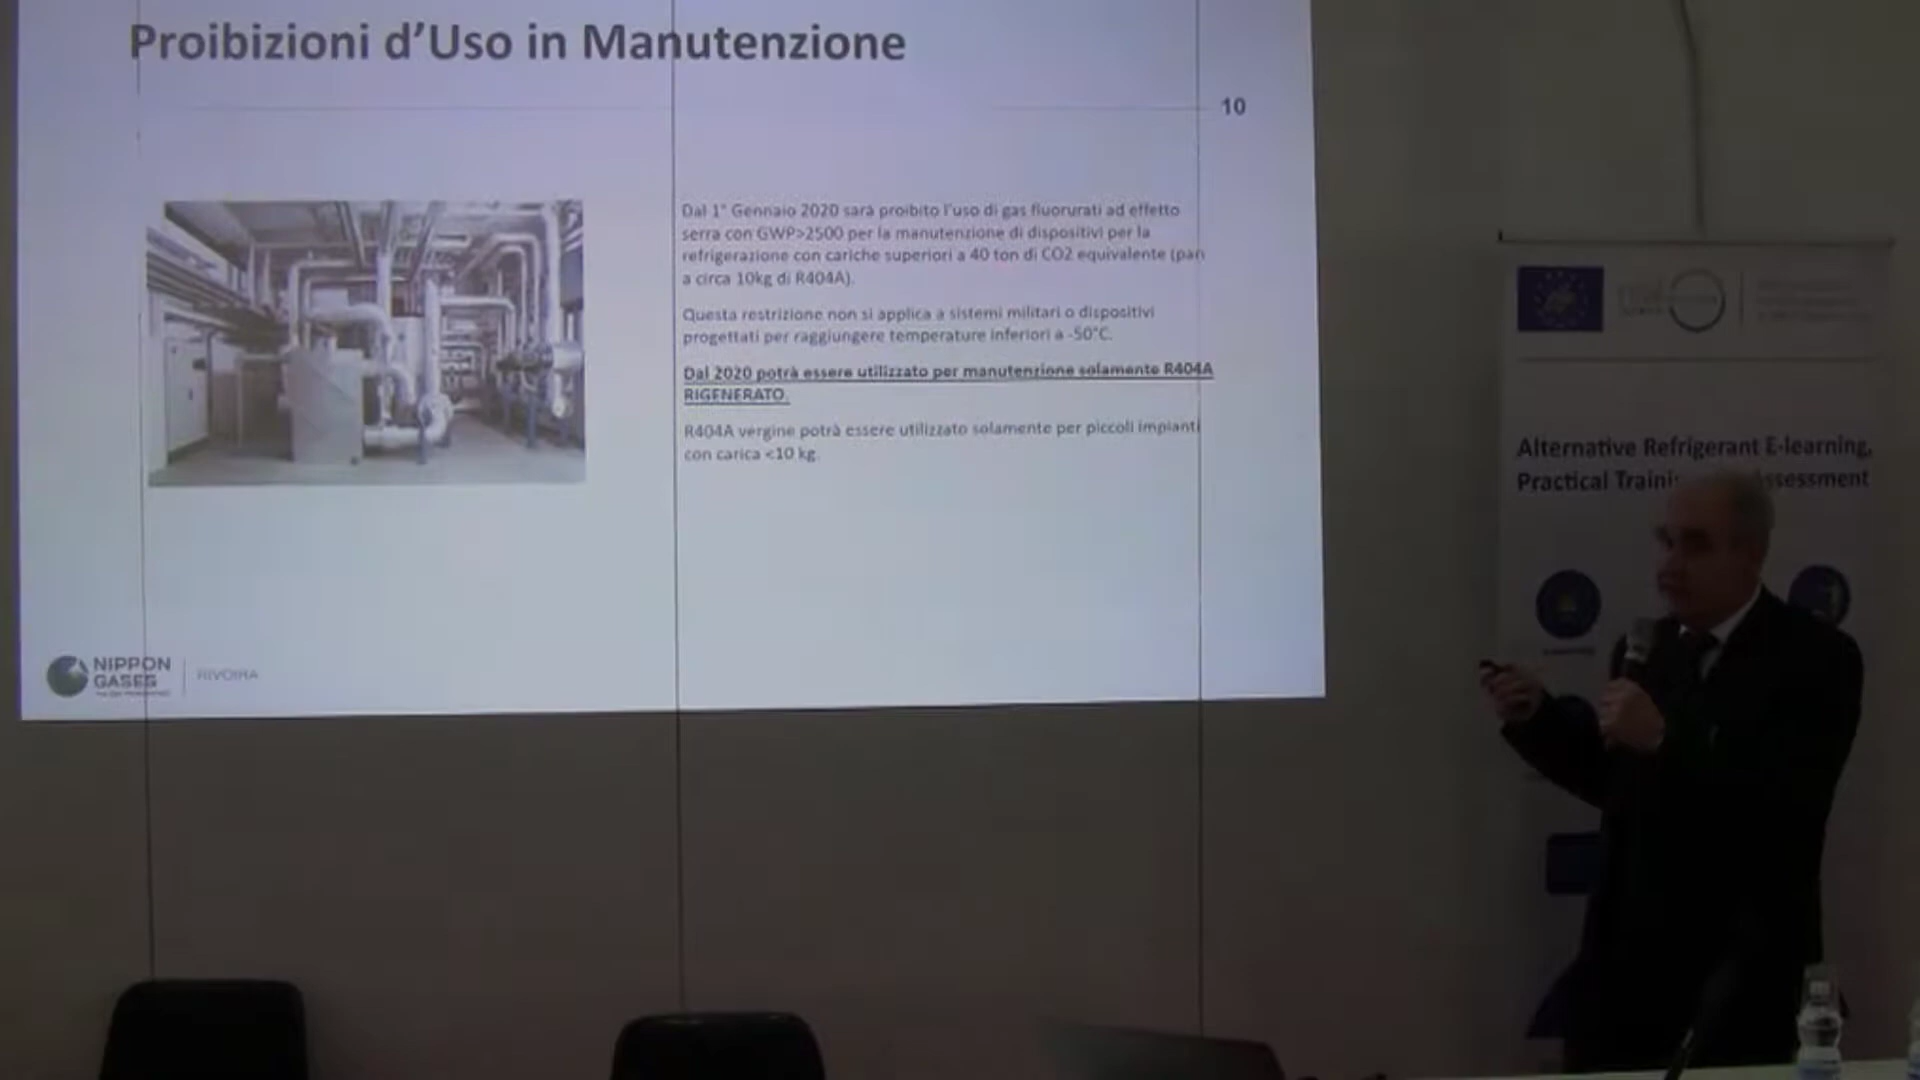 Proibizioni d'Uso in Manutenzione
10
Dal 1° Gennaio 2020 sarà proibito l'uso di gas fluorurati ad effetto
serra con GWP>2500 per la manutenzione di dispositivi per la
refrigerazione con cariche superiori a 40 ton di CO2 equivalente (pari
a circa 10kg di R404A).
Questa restrizione non si applica a sistemi militari o dispositivi
progettati per raggiungere temperature inferiori a -50°C.
Dal 2020 potrà essere utilizzato per manutenzione solamente R404A
RIGENERATO.
R404A vergine potrà essere utilizzato solamente per piccoli impianti
con carica <10 kg.
NIPPON
GASES
RIVOIRA
Alternative Refrigerant E-learning,
Practical